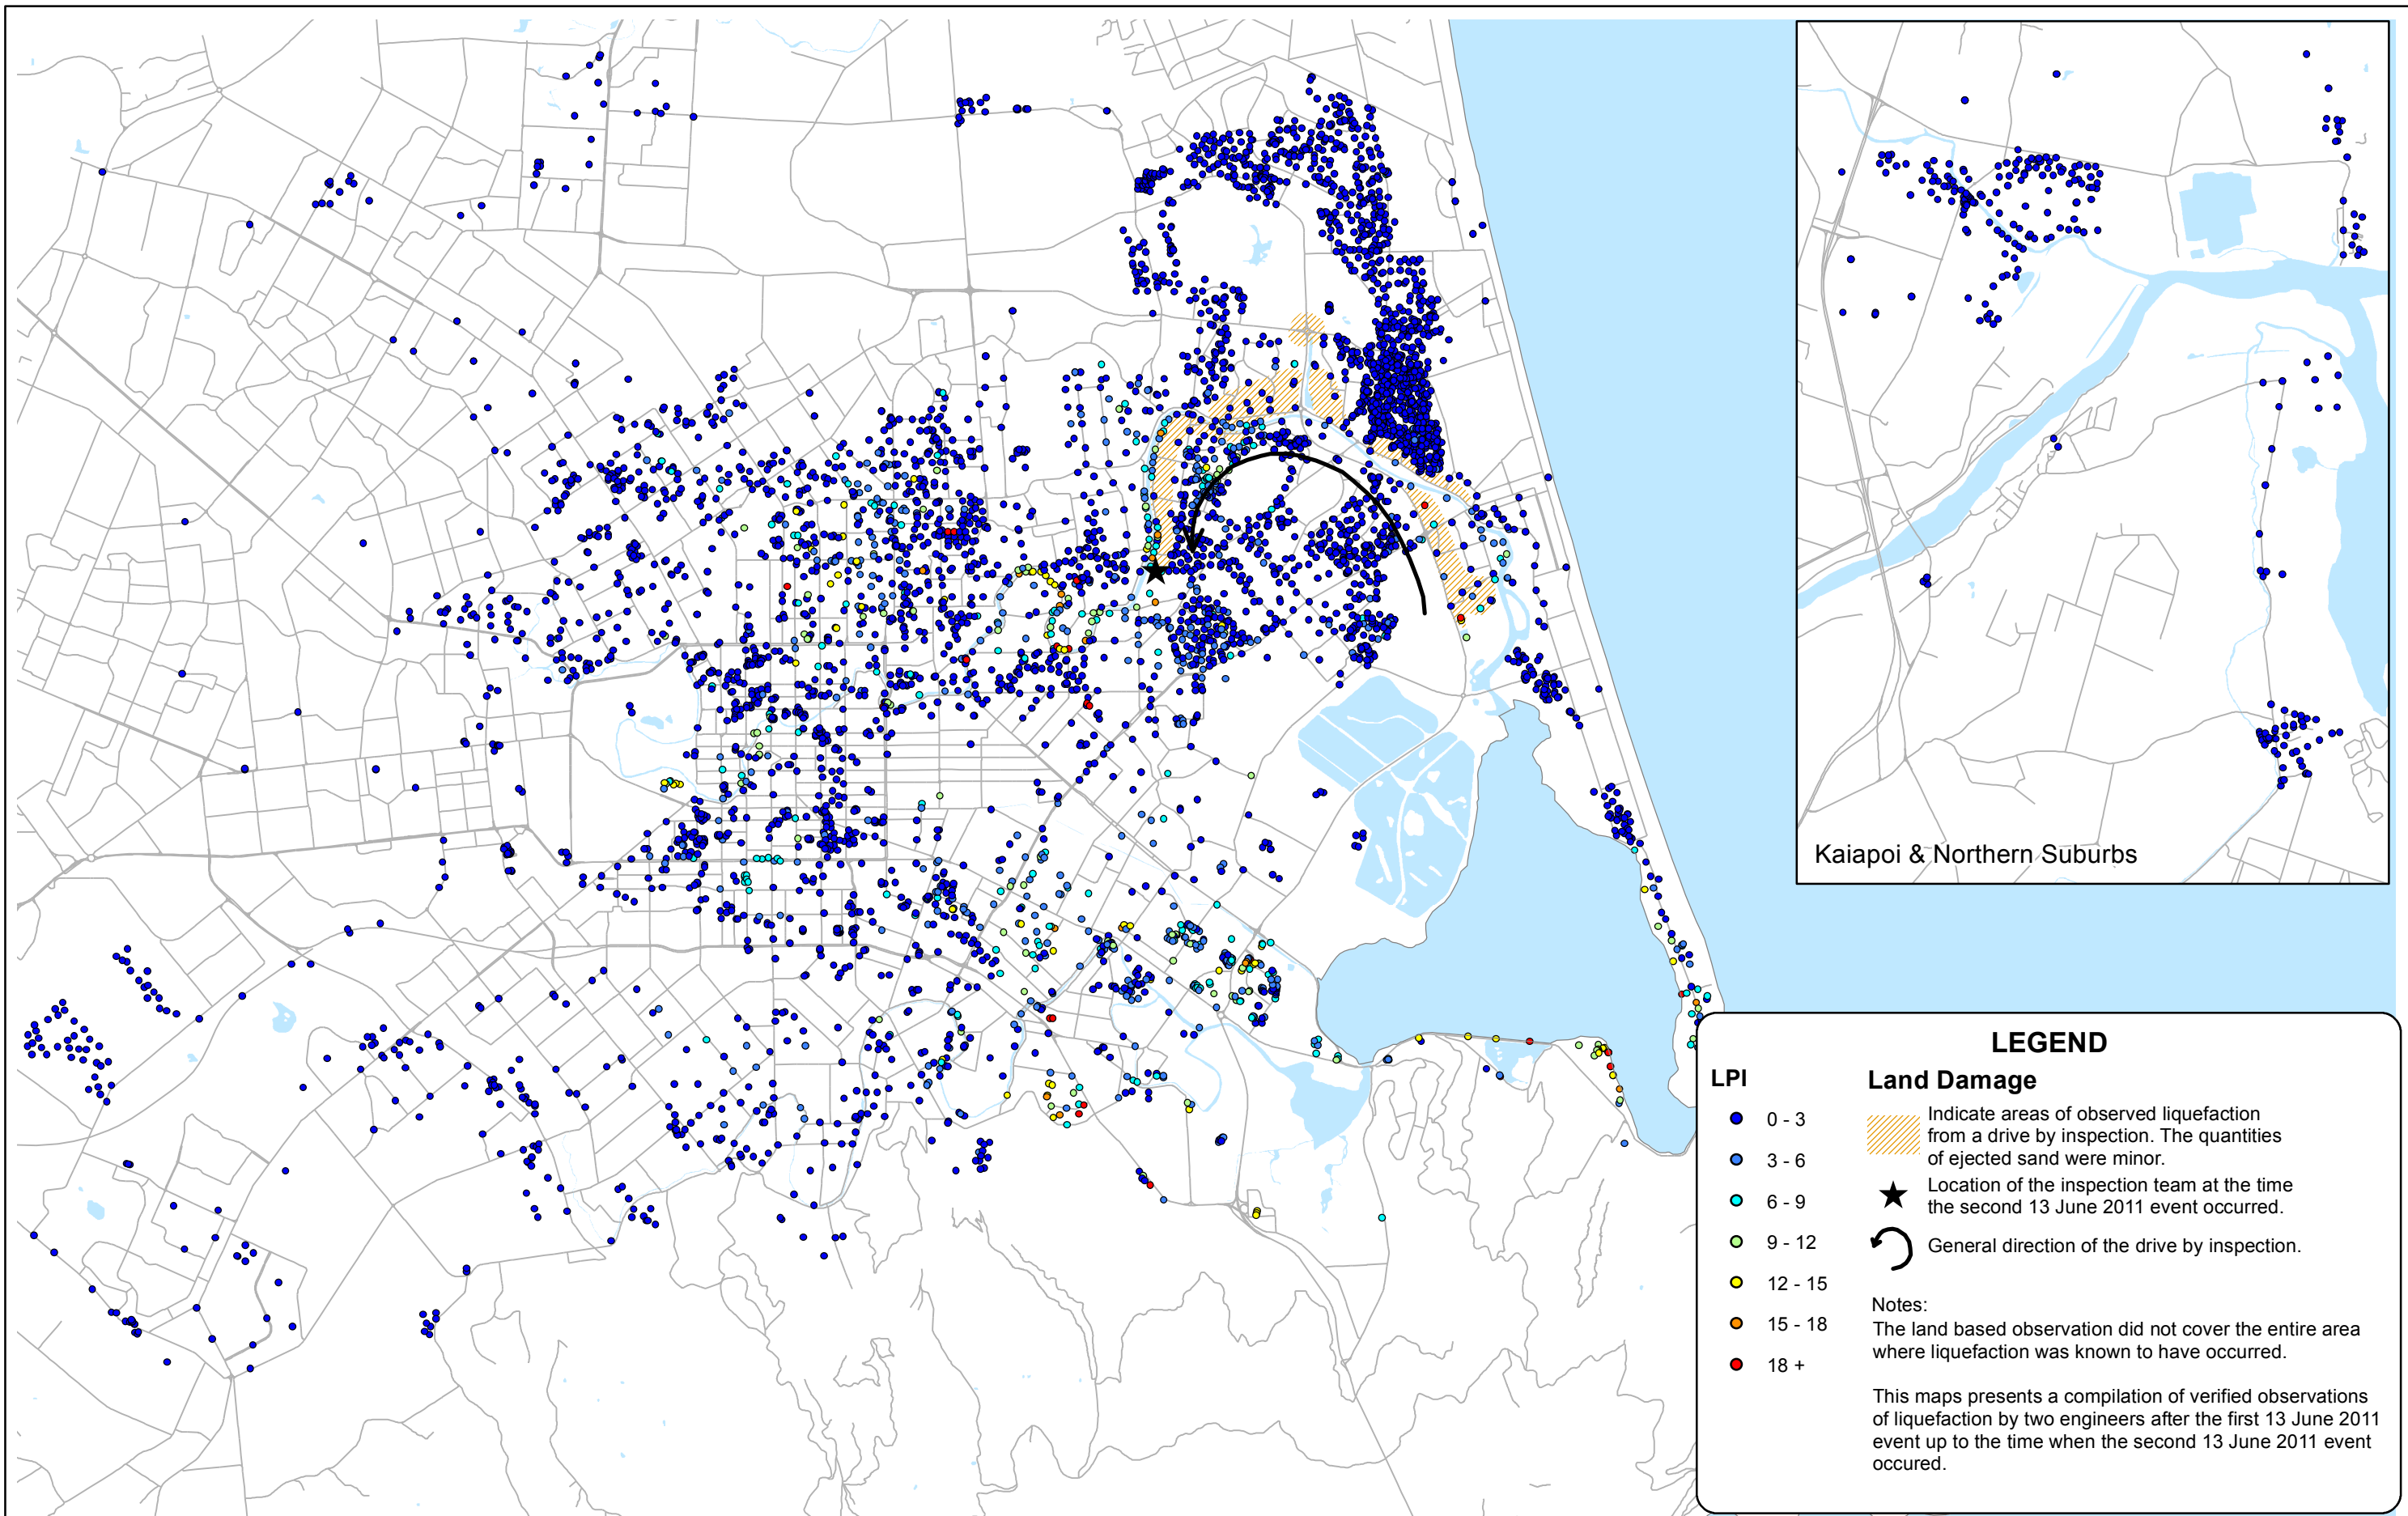 Kaiapoi & Northern Suburbs
LEGEND
LPI
0 - 3
3 - 6
6 - 9
9 - 12
12 - 15
15 - 18
18 +
Land Damage
Indicate areas of observed liquefaction
from a drive by inspection. The quantities
of ejected sand were minor.
Location of the inspection team at the time
the second 13 June 2011 event occurred.
General direction of the drive by inspection.
Notes:
The land based observation did not cover the entire area
where liquefaction was known to have occurred.
This maps presents a compilation of verified observations
of liquefaction by two engineers after the first 13 June 2011
event up to the time when the second 13 June 2011 event
occured.